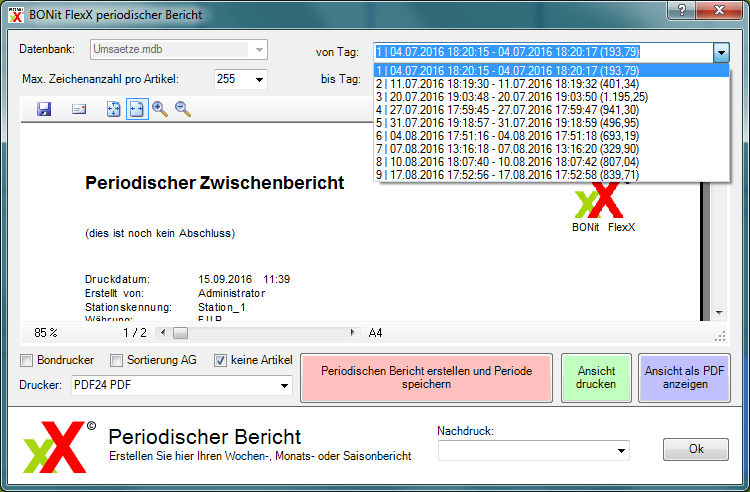 BONit FlexX periodischer Bericht
Datenbank: Umsaetze.mdb
von Tag: 1 | 04.07.2016 18:20:15 - 04.07.2016 18:20:17 (193,79)
Max. Zeichenanzahl pro Artikel: 255
bis Tag:
1 | 04.07.2016 18:20:15 - 04.07.2016 18:20:17 (193,79)
2 | 11.07.2016 18:19:30 - 11.07.2016 18:19:32 (401,34)
3 | 20.07.2016 19:03:48 - 20.07.2016 19:03:50 (1.195,25)
4 | 27.07.2016 17:59:45 - 27.07.2016 17:59:47 (941,30)
5 | 31.07.2016 19:18:57 - 31.07.2016 19:18:59 (496,95)
6 | 04.08.2016 17:51:16 - 04.08.2016 17:51:18 (693,19)
7 | 07.08.2016 13:16:18 - 07.08.2016 13:16:20 (329,90)
8 | 10.08.2016 18:07:40 - 10.08.2016 18:07:42 (807,04)
9 | 17.08.2016 17:52:56 - 17.08.2016 17:52:58 (839,71)
Periodischer Zwischenbericht
BONit FlexX
(dies ist noch kein Abschluss)
Druckdatum: 15.09.2016 11:39
Erstellt von: Administrator
Stationskennung: Station_1
Währung: EUR
85 % 1 / 2 A4
Bondrucker Sortierung AG keine Artikel
Drucker: PDF24 PDF
Periodischen Bericht erstellen und Periode
speichern
Ansicht
drucken
Ansicht als PDF
anzeigen
xX ©
Periodischer Bericht
Erstellen Sie hier Ihren Wochen-, Monats- oder Saisonbericht
Nachdruck:
Ok